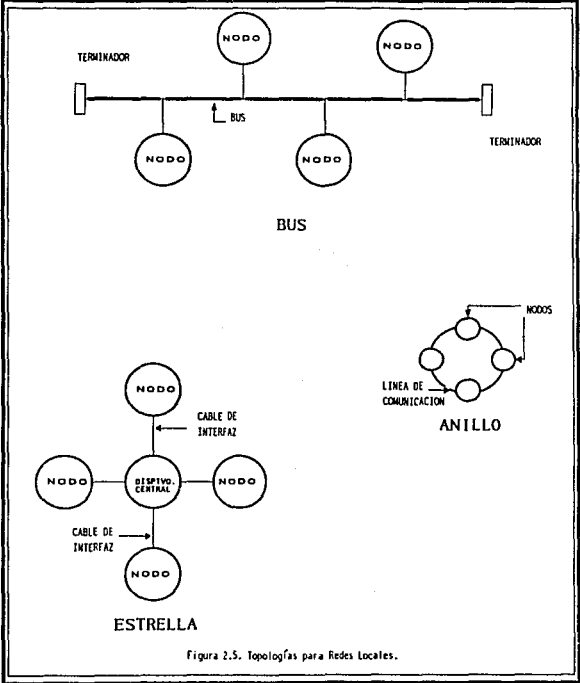 NODO
NODO
TERMINADOR
BUS
TERMINADOR
NODO
NODO
BUS
NODOS
LINEA DE
COMUNICACION
ANILLO
NODO
CABLE DE
INTERFAZ
NODO
DISPTVO.
CENTRAL
NODO
CABLE DE
INTERFAZ
NODO
ESTRELLA
Figura 2.5. Topologías para Redes Locales.